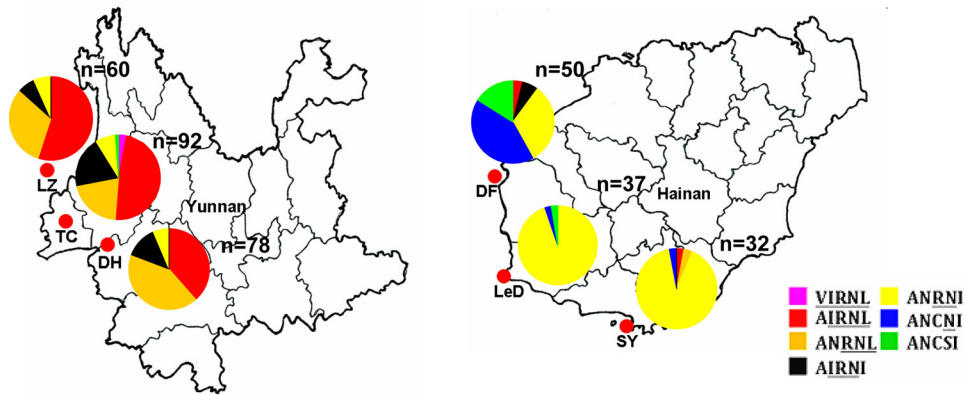 n=60
n=92
n=78
LZ
TC
DH
Yunnan
n=50
n=37
n=32
DF
LeD
SY
Hainan
VIRNL
AIRNL
ANRNL
AIRNI
ANRNI
ANCNI
ANCSI